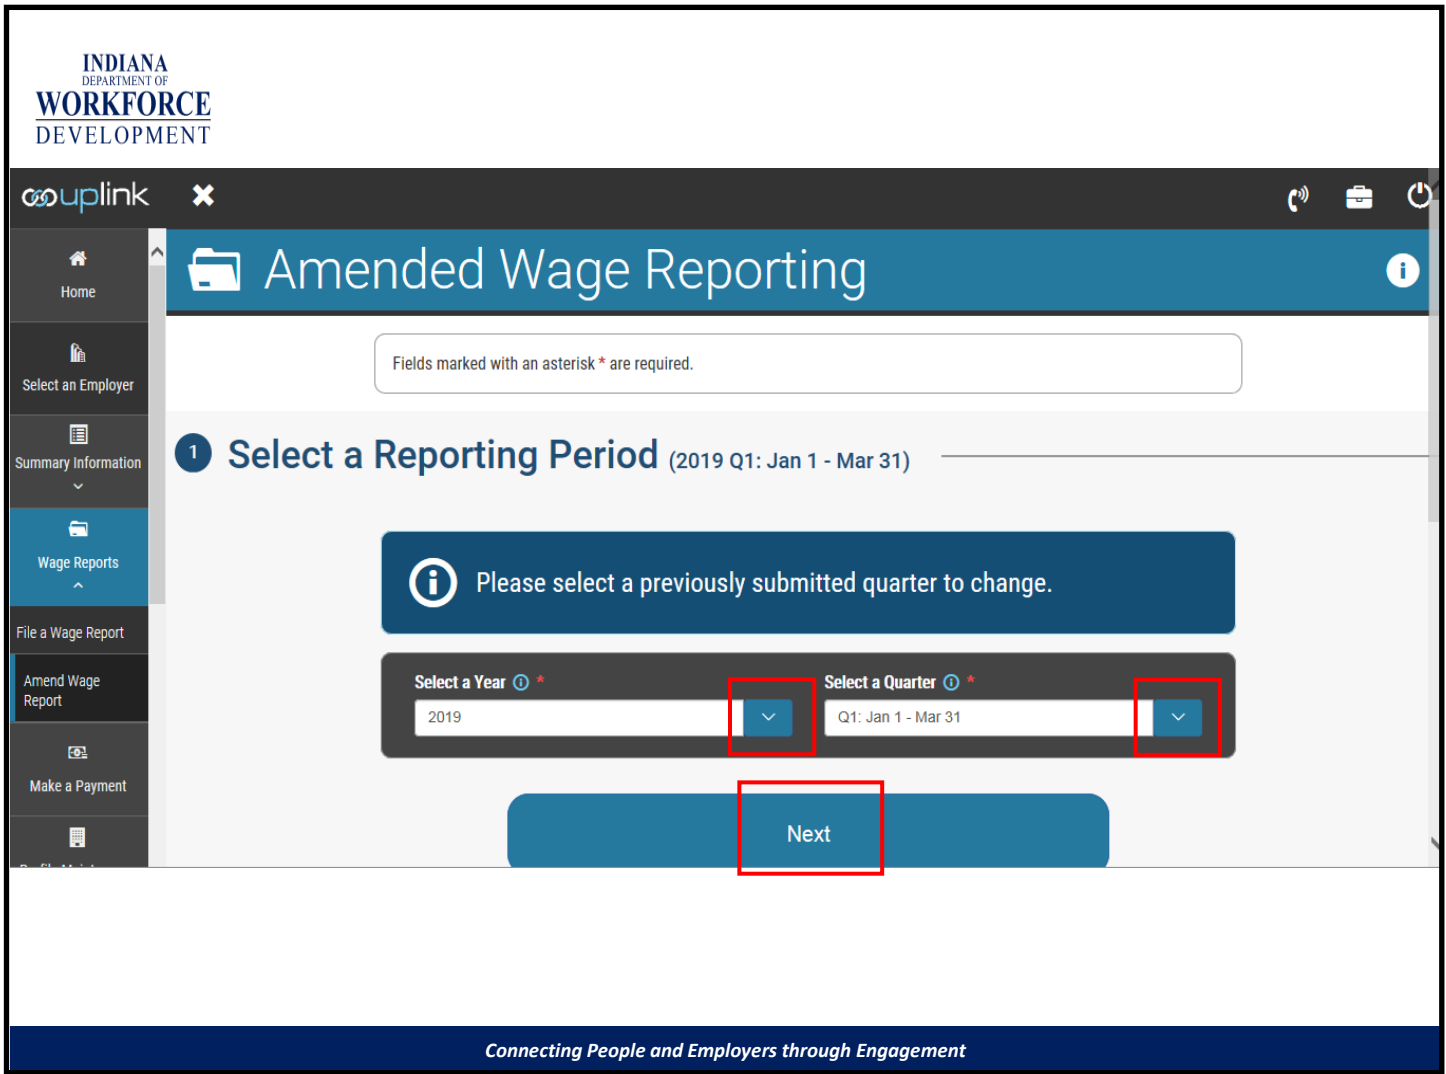 INDIANA
DEPARTMENT OF
WORKFORCE
DEVELOPMENT
uplink
Home
Select an Employer
Summary Information
Wage Reports
File a Wage Report
Amend Wage
Report
Make a Payment
Amended Wage Reporting
Fields marked with an asterisk * are required.
1 Select a Reporting Period (2019 Q1: Jan 1 - Mar 31)
Please select a previously submitted quarter to change.
Select a Year * Select a Quarter *
2019 Q1: Jan 1 - Mar 31
Next
Connecting People and Employers through Engagement